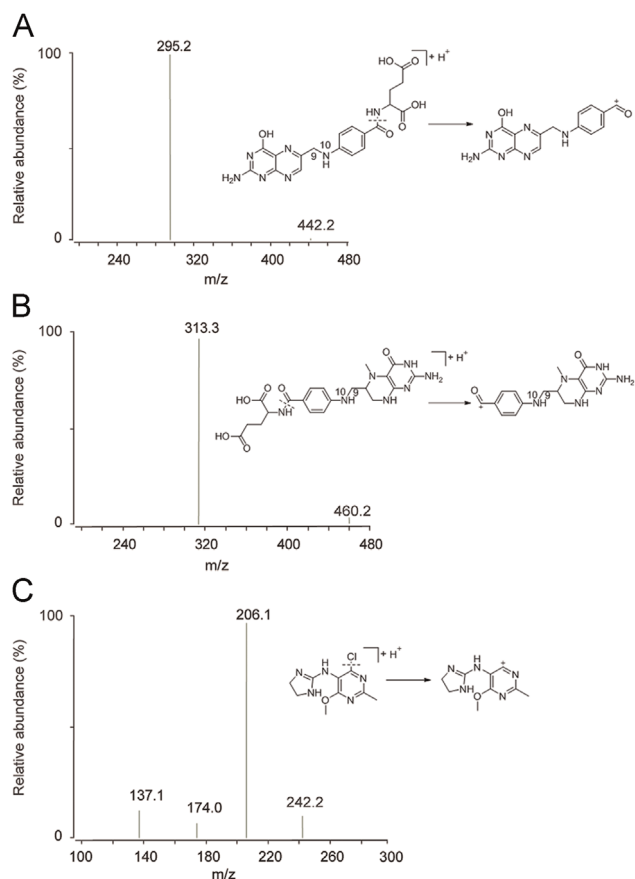 A
Relative abundance (%)
100
0
295.2
442.2
240 320 400 480
m/z
HO O
+ H⁺
O
HN OH
O
OH
N N 10
N N 9 NH
H₂N N N
OH
N N
NH
H₂N N N
O
+
B
Relative abundance (%)
100
0
313.3
460.2
240 320 400 480
m/z
O
HO O
NH
HO
O
10 9
NH
N
O
NH
N NH₂
NH
+ H⁺
O
+
10 9
NH
N
O
NH
N NH₂
NH
C
Relative abundance (%)
100
0
137.1
174.0
206.1
242.2
100 140 180 220 260 300
m/z
Cl
+ H⁺
H
N N N
NH O N
H +
N N N
NH O N